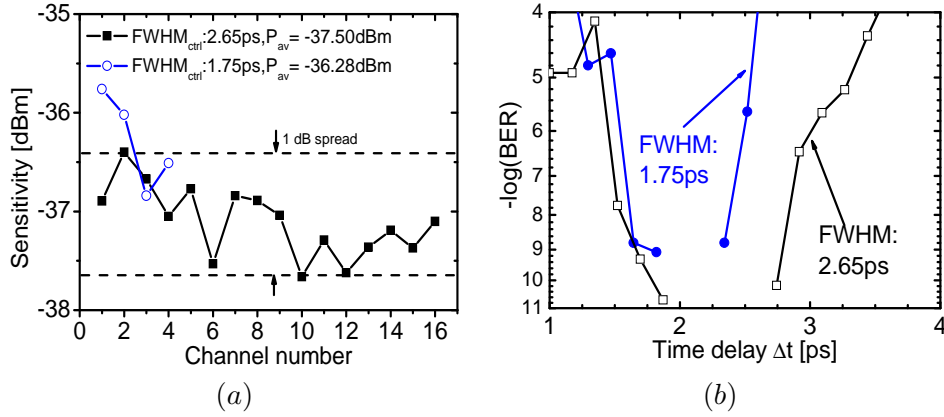 -35
-36
-37
-38
Sensitivity [dBm]
FWHM_ctrl:2.65ps,P_av= -37.50dBm
FWHM_ctrl:1.75ps,P_av= -36.28dBm
1 dB spread
0 2 4 6 8 10 12 14 16
Channel number
(a)
4
5
6
7
8
9
10
11
-log(BER)
FWHM:
1.75ps
FWHM:
2.65ps
1 2 3 4
Time delay Δt [ps]
(b)